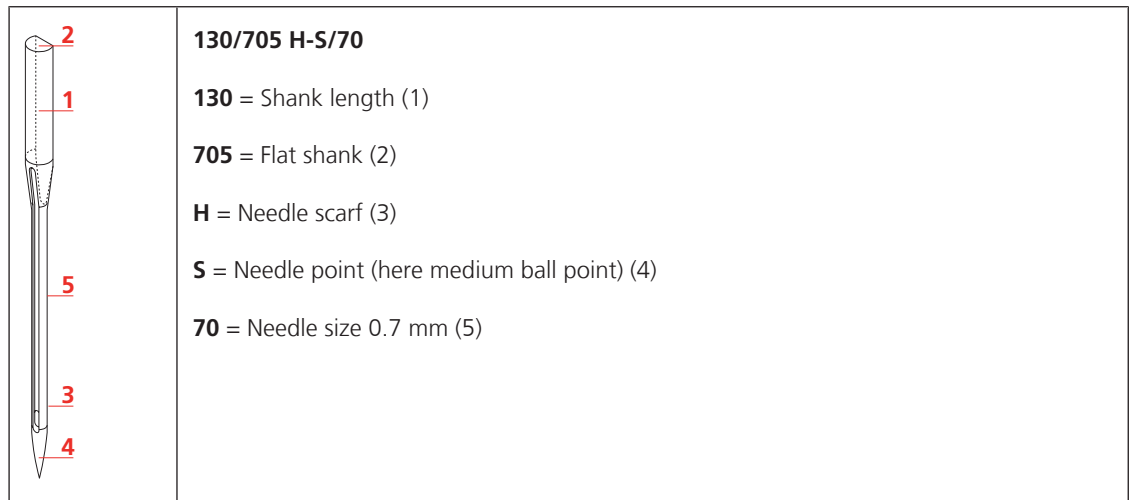 2
1
5
3
4
130/705 H-S/70
130 = Shank length (1)
705 = Flat shank (2)
H = Needle scarf (3)
S = Needle point (here medium ball point) (4)
70 = Needle size 0.7 mm (5)